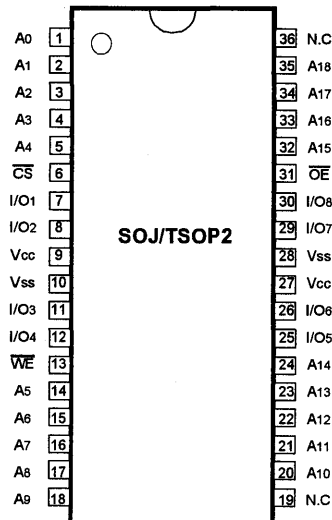 A0 1 36 N.C
A1 2 35 A18
A2 3 34 A17
A3 4 33 A16
A4 5 32 A15
C̅S̅ 6 31 O̅E̅
I/O1 7 30 I/O8
I/O2 8 29 I/O7
SOJ/TSOP2
Vcc 9 28 Vss
Vss 10 27 Vcc
I/O3 11 26 I/O6
I/O4 12 25 I/O5
W̅E̅ 13 24 A14
A5 14 23 A13
A6 15 22 A12
A7 16 21 A11
A8 17 20 A10
A9 18 19 N.C